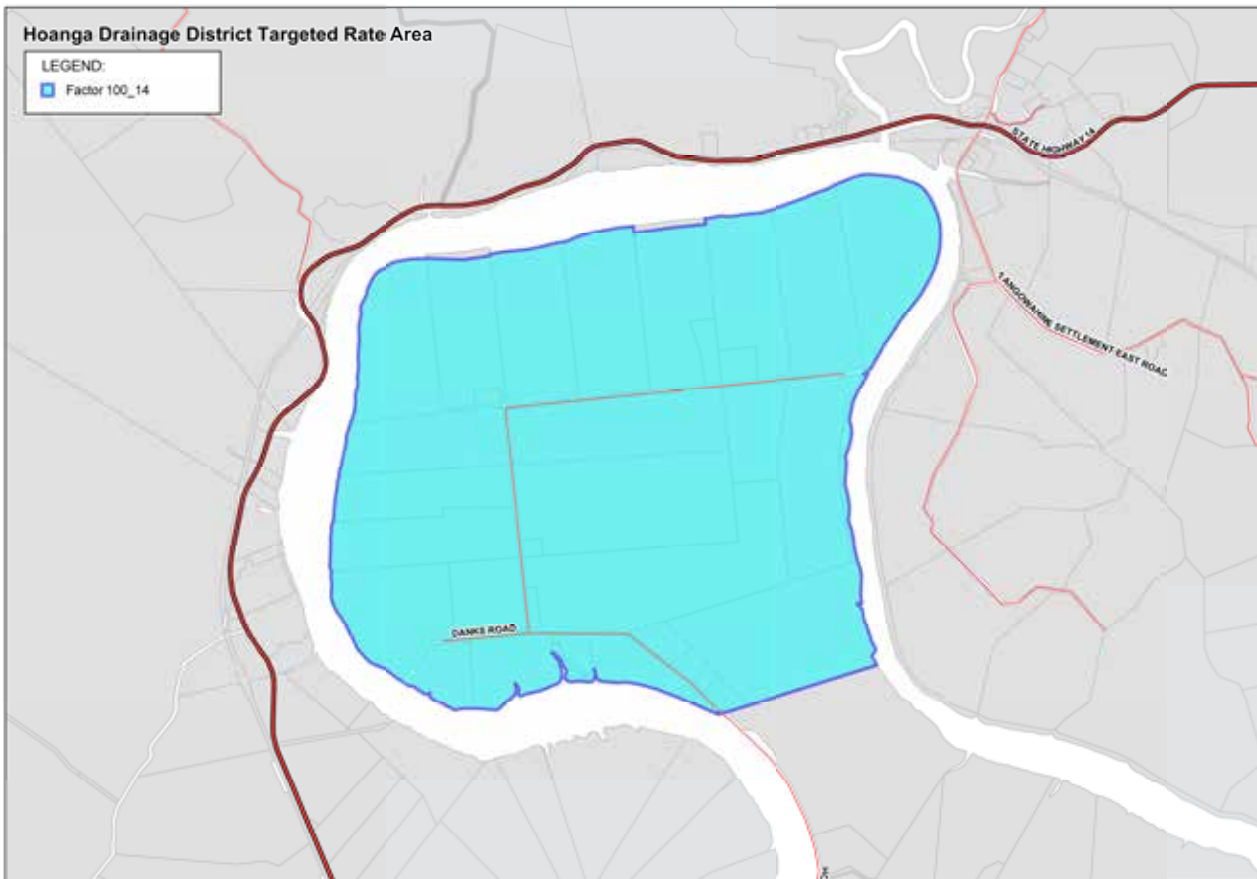 Hoanga Drainage District Targeted Rate Area
LEGEND:
Factor 100_14
STATE HIGHWAY 14
TANGOWAHINE SETTLEMENT EAST ROAD
DANKS ROAD